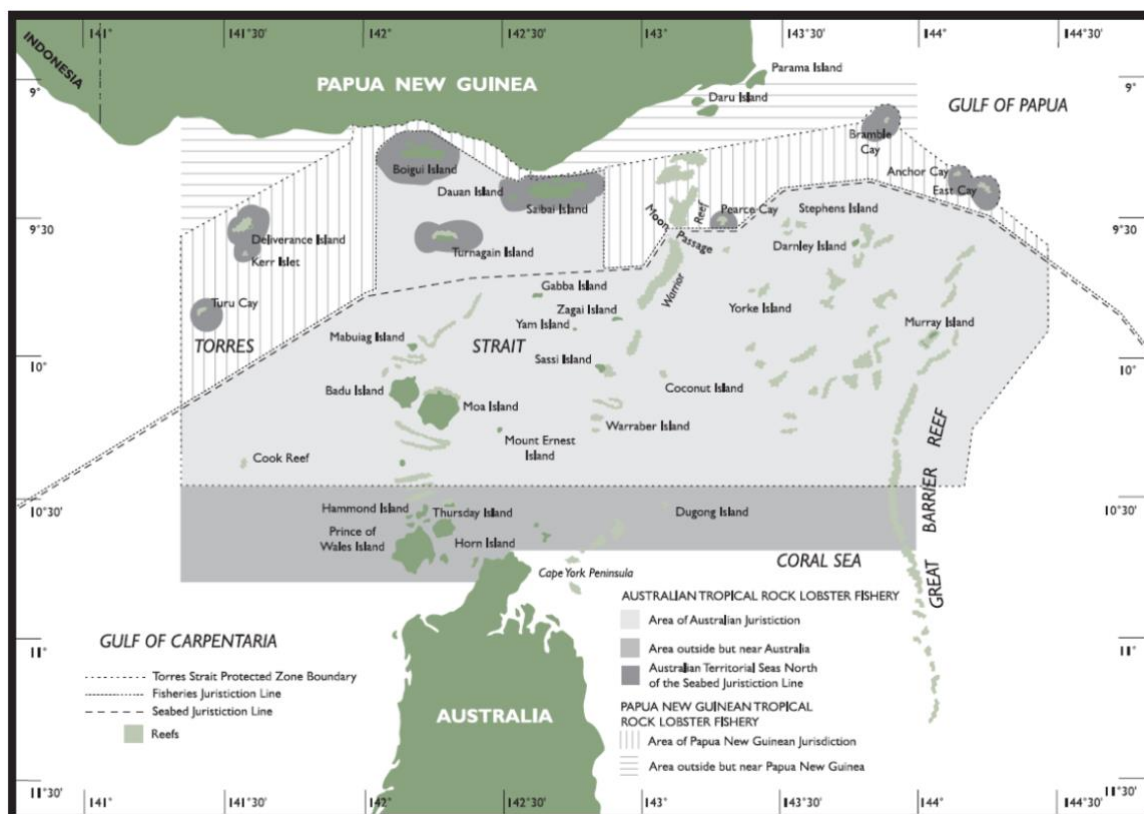 141°
141°30'
142°
142°30'
143°
143°30'
144°
144°30'
INDONESIA
PAPUA NEW GUINEA
Parama Island
9°
9°
Daru Island
GULF OF PAPUA
Bramble
Cay
Boigui Island
Anchor Cay
Dauan Island
East Cay
Saibai Island
Moon
Passage
Reef
Pearce Cay
Stephens Island
9°30
9°30'
Deliverance Island
Darnley Island
Turnagain Island
Kerr Islet
Gabba Island
Warrior
Turu Cay
Zagai Island
Yorke Island
Yam Island
Murray Island
Mabuiag Island
TORRES
STRAIT
10°
10°
Sassi Island
Badu Island
Coconut Island
Moa Island
Warraber Island
Mount Ernest
Island
Cook Reef
GREAT BARRIER REEF
10°30'
10°30'
Hammond Island
Thursday Island
Dugong Island
Prince of
Wales Island
Horn Island
CORAL SEA
Cape York Peninsula
AUSTRALIAN TROPICAL ROCK LOBSTER FISHERY
Area of Australian Juristiction
Area outside but near Australia
Australian Territorial Seas North
of the Seabed Jurisdiction Line
PAPUA NEW GUINEAN TROPICAL
ROCK LOBSTER FISHERY
Area of Papua New Guinean Jurisdiction
Area outside but near Papua New Guinea
GULF OF CARPENTARIA
11°
11°
Torres Strait Protected Zone Boundary
Fisheries Juristiction Line
Seabed Juristiction Line
Reefs
AUSTRALIA
11°30'
11°30'
141°
141°30'
142°
142°30'
143°
143°30'
144°
144°30'